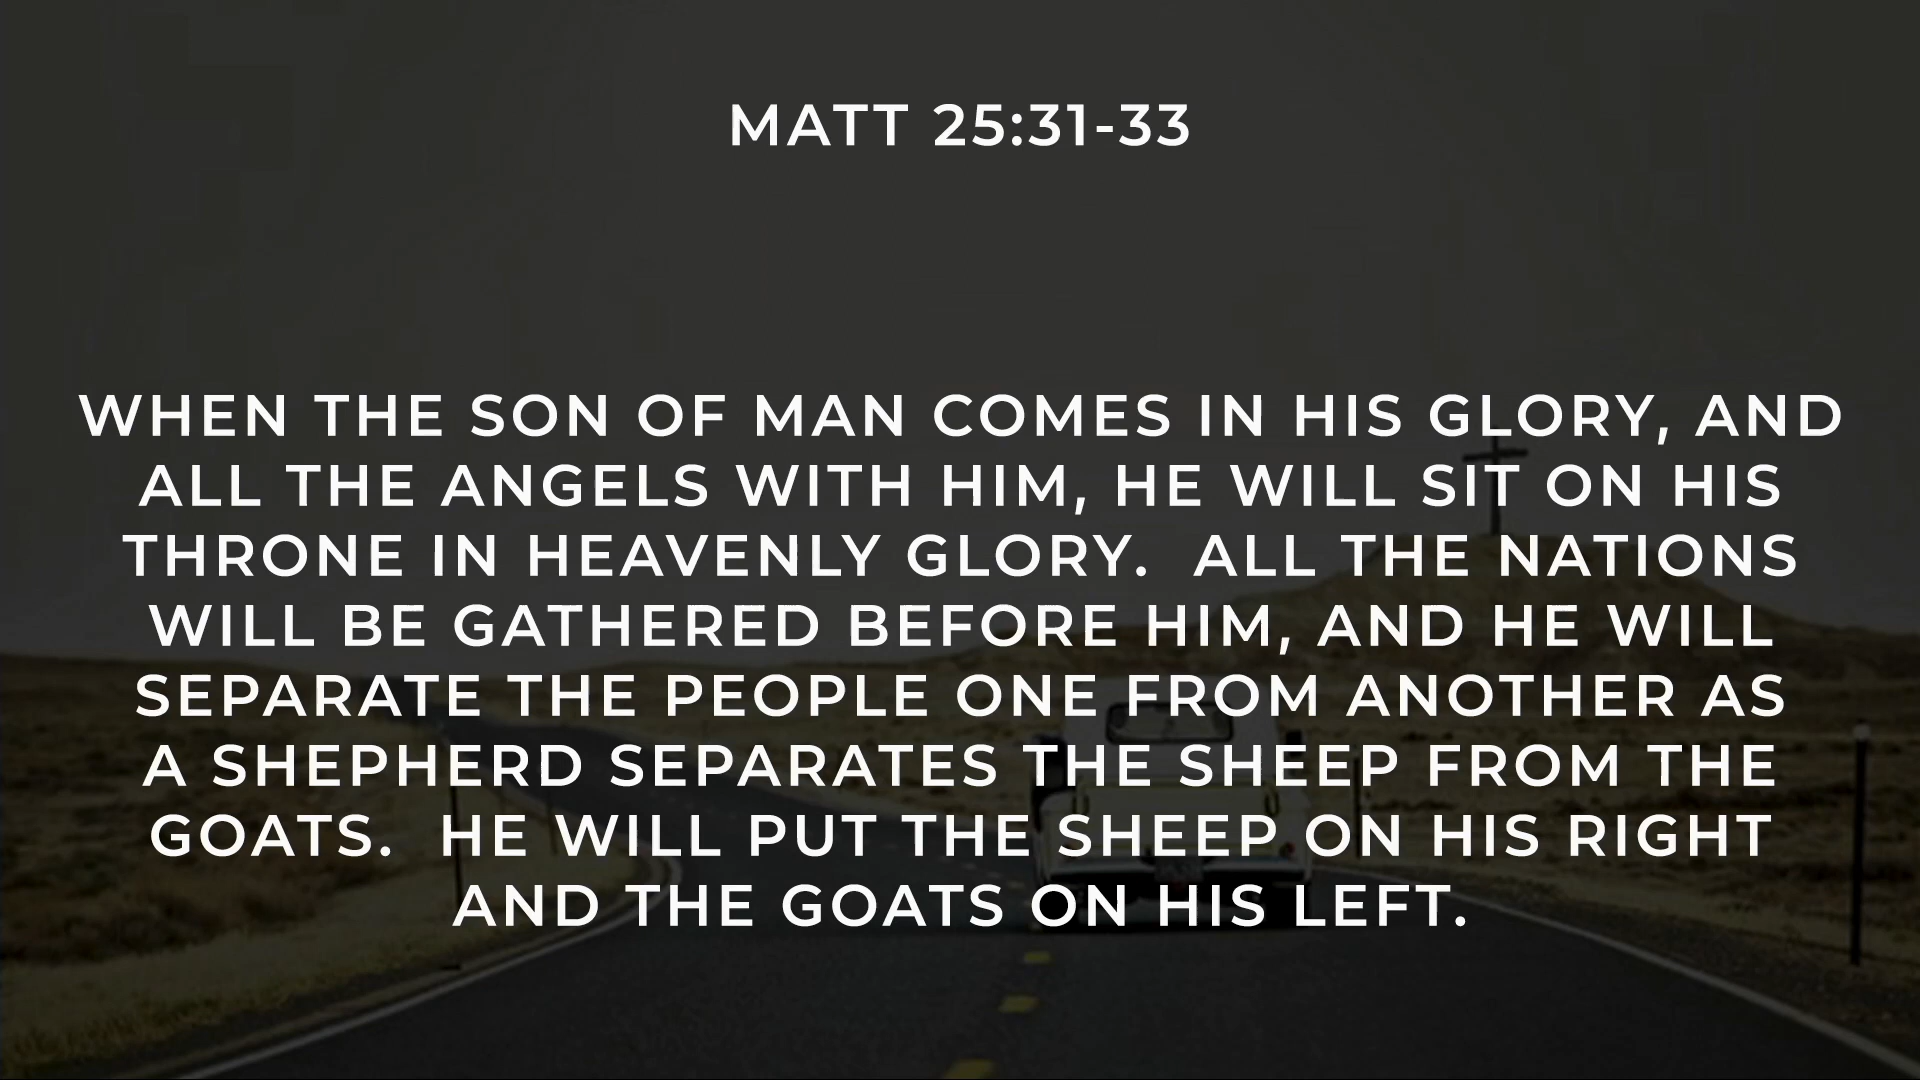 MATT 25:31-33
WHEN THE SON OF MAN COMES IN HIS GLORY, AND
ALL THE ANGELS WITH HIM, HE WILL SIT ON HIS
THRONE IN HEAVENLY GLORY.  ALL THE NATIONS
WILL BE GATHERED BEFORE HIM, AND HE WILL
SEPARATE THE PEOPLE ONE FROM ANOTHER AS
A SHEPHERD SEPARATES THE SHEEP FROM THE
GOATS.  HE WILL PUT THE SHEEP ON HIS RIGHT
AND THE GOATS ON HIS LEFT.